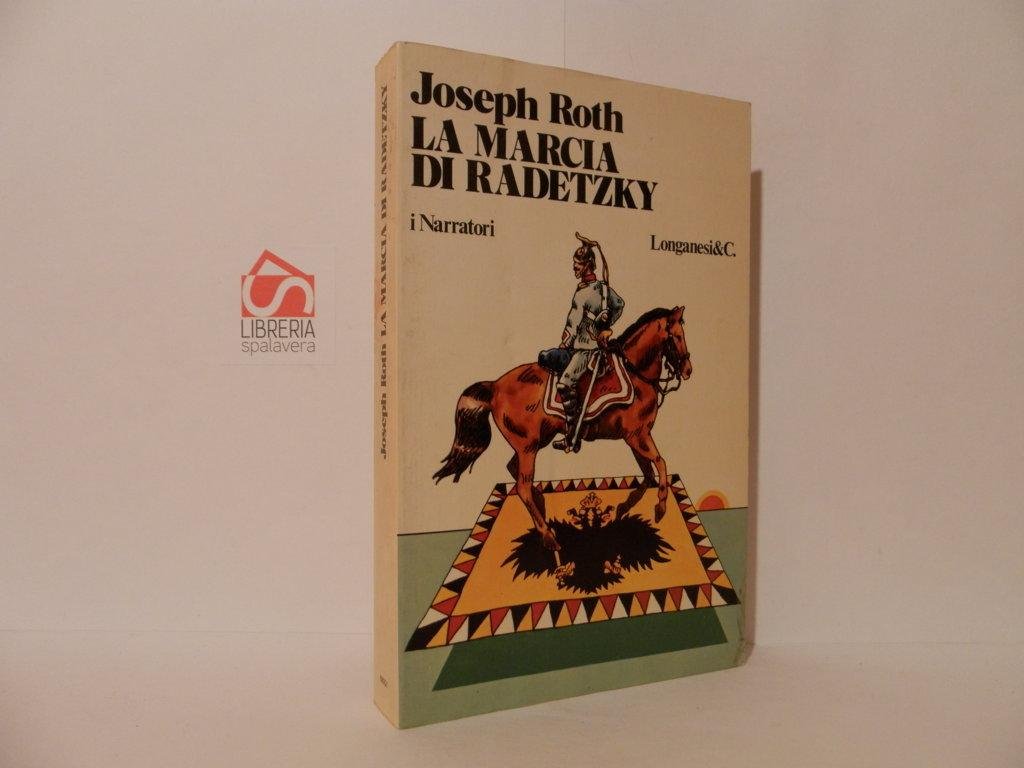 Joseph Roth
LA MARCIA
DI RADETZKY
i Narratori
Longanesi&C.
Joseph Roth LA MARCIA DI RADETZKY
LIBRERIA
spalavera